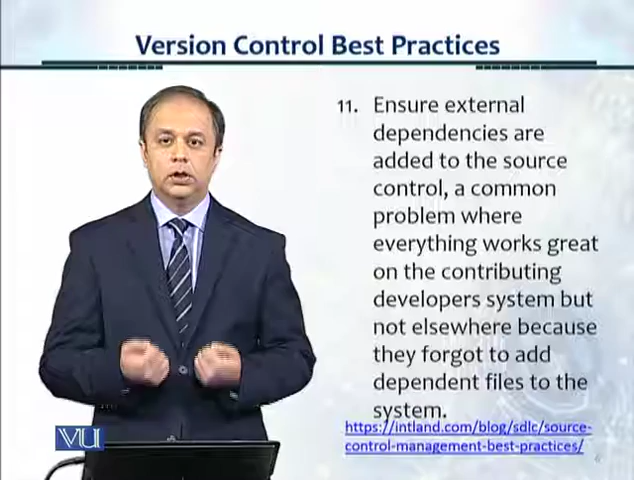 Version Control Best Practices
11. Ensure external
dependencies are
added to the source
control, a common
problem where
everything works great
on the contributing
developers system but
not elsewhere because
they forgot to add
dependent files to the
system.
https://intland.com/blog/sdlc/source-
control-management-best-practices/
VU